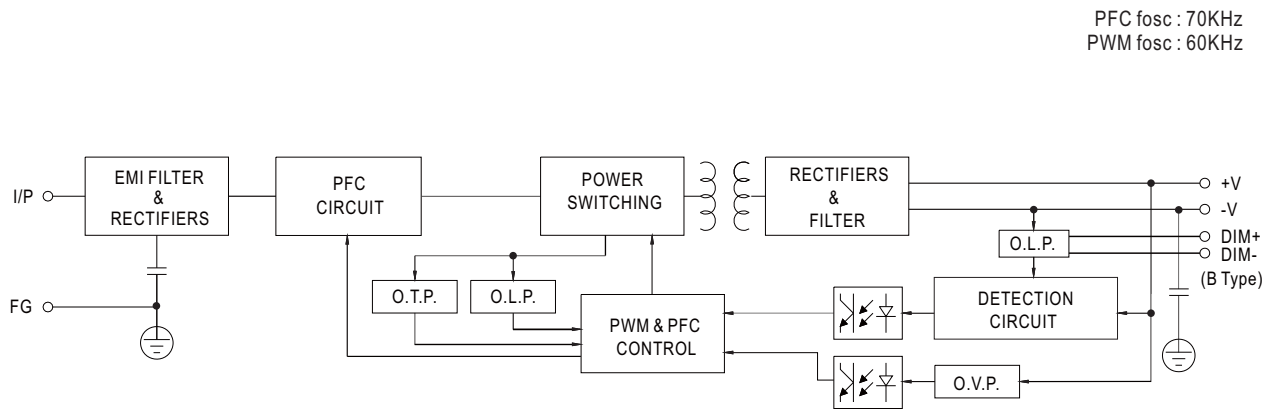 PFC fosc : 70KHz
PWM fosc : 60KHz
I/P
EMI FILTER
&
RECTIFIERS
PFC
CIRCUIT
POWER
SWITCHING
RECTIFIERS
&
FILTER
+V
-V
DIM+
DIM-
(B Type)
O.L.P.
FG
O.T.P.
O.L.P.
PWM & PFC
CONTROL
DETECTION
CIRCUIT
O.V.P.